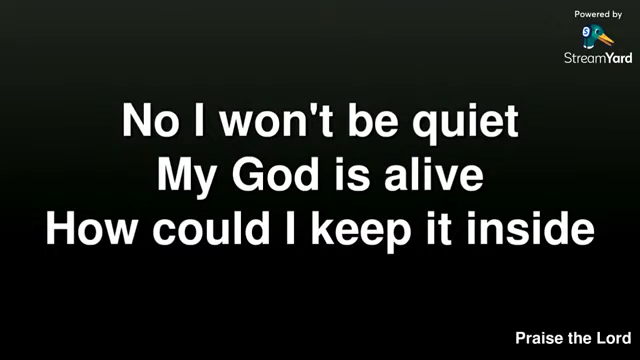 Powered by
StreamYard
No I won't be quiet
My God is alive
How could I keep it inside
Praise the Lord